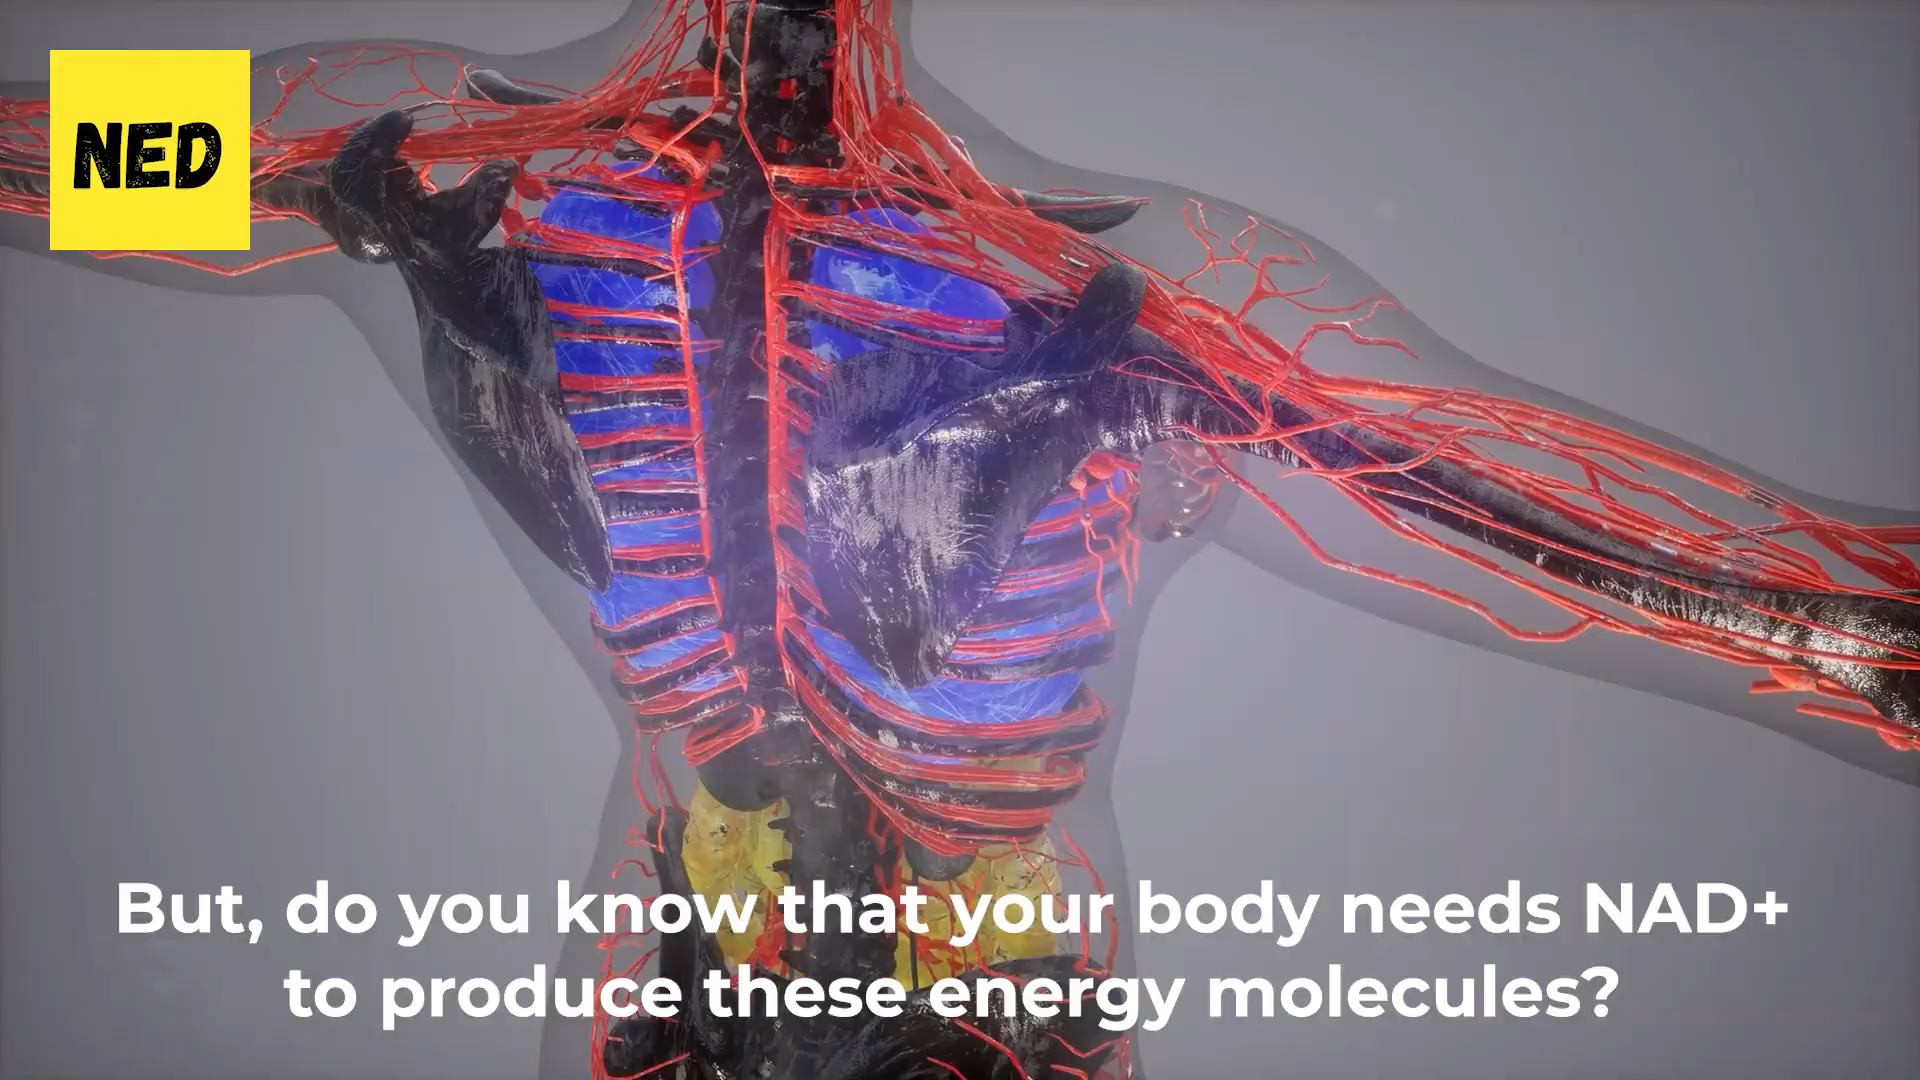 NED
But, do you know that your body needs NAD+
to produce these energy molecules?